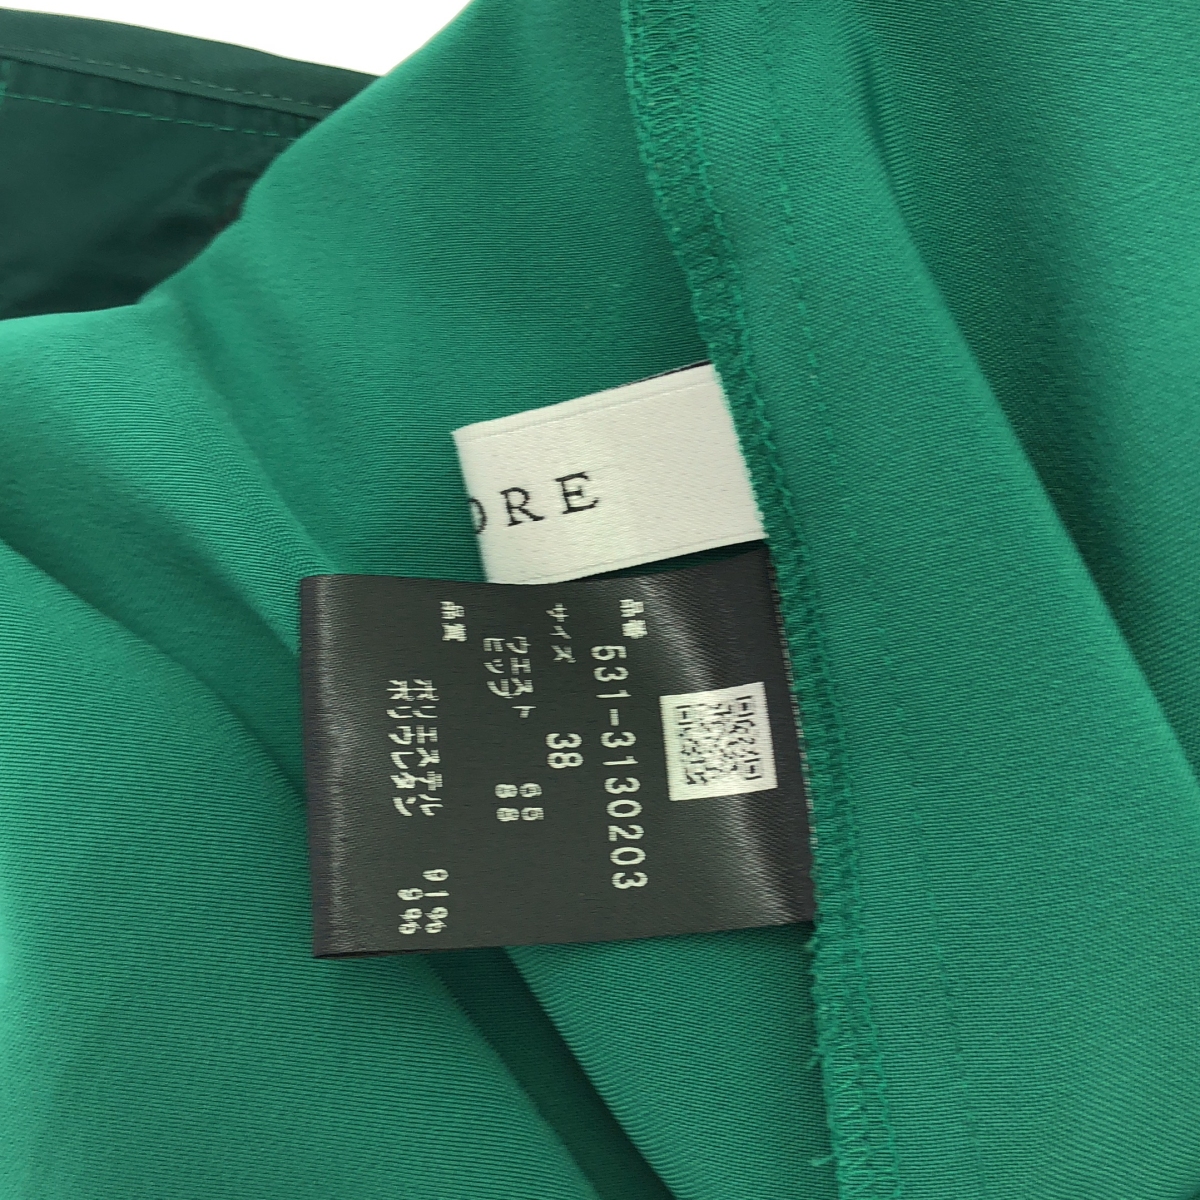 ORE
品番 531-3130203
サイズ 38
ウエスト 65
ヒップ 88
品質
ポリエステル 91%
ポリウレタン 9%